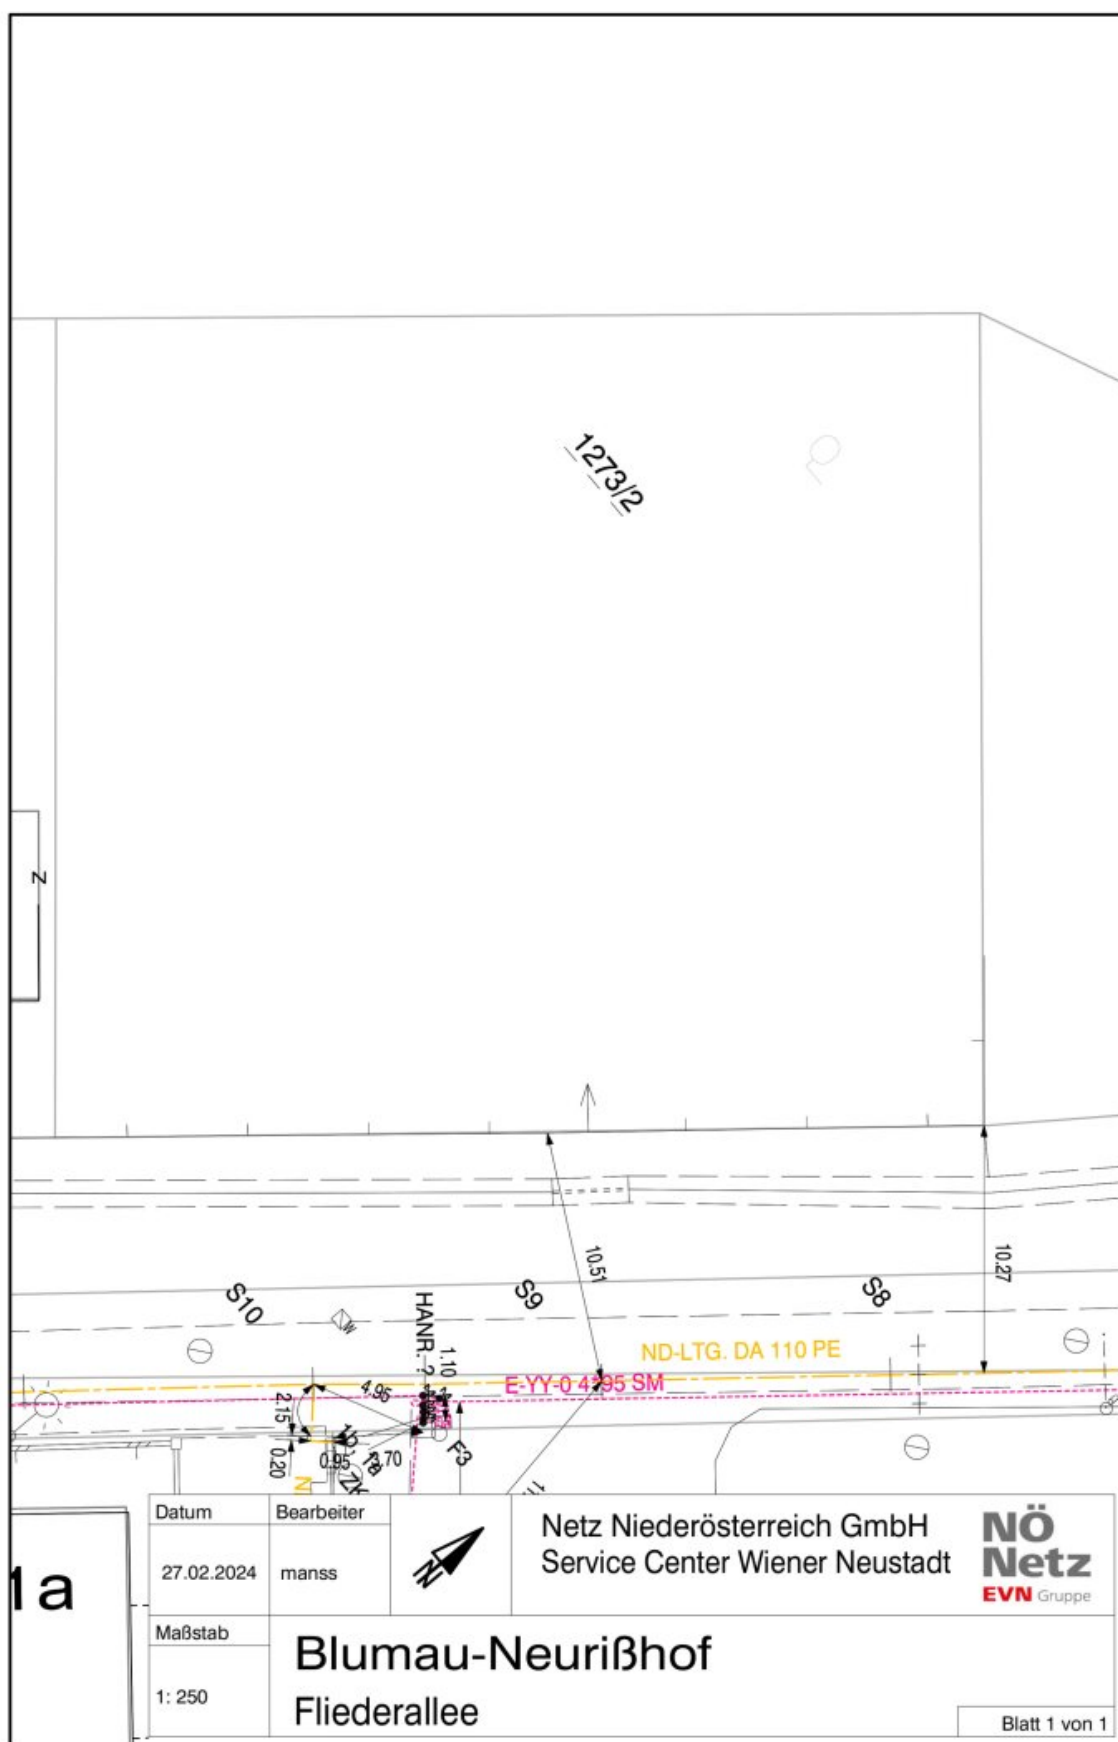 1273/2
Z
10.51
10.27
S10
S9
S8
W
HANR. ?
1.10
ND-LTG. DA 110 PE
E-YY-0 4*95 SM
4.95
2.15
F3
0.20
0.95
1a
Datum
Bearbeiter
27.02.2024
manss
N
Netz Niederösterreich GmbH
Service Center Wiener Neustadt
NÖ
Netz
EVN Gruppe
Maßstab
1: 250
Blumau-Neurißhof
Fliederallee
Blatt 1 von 1